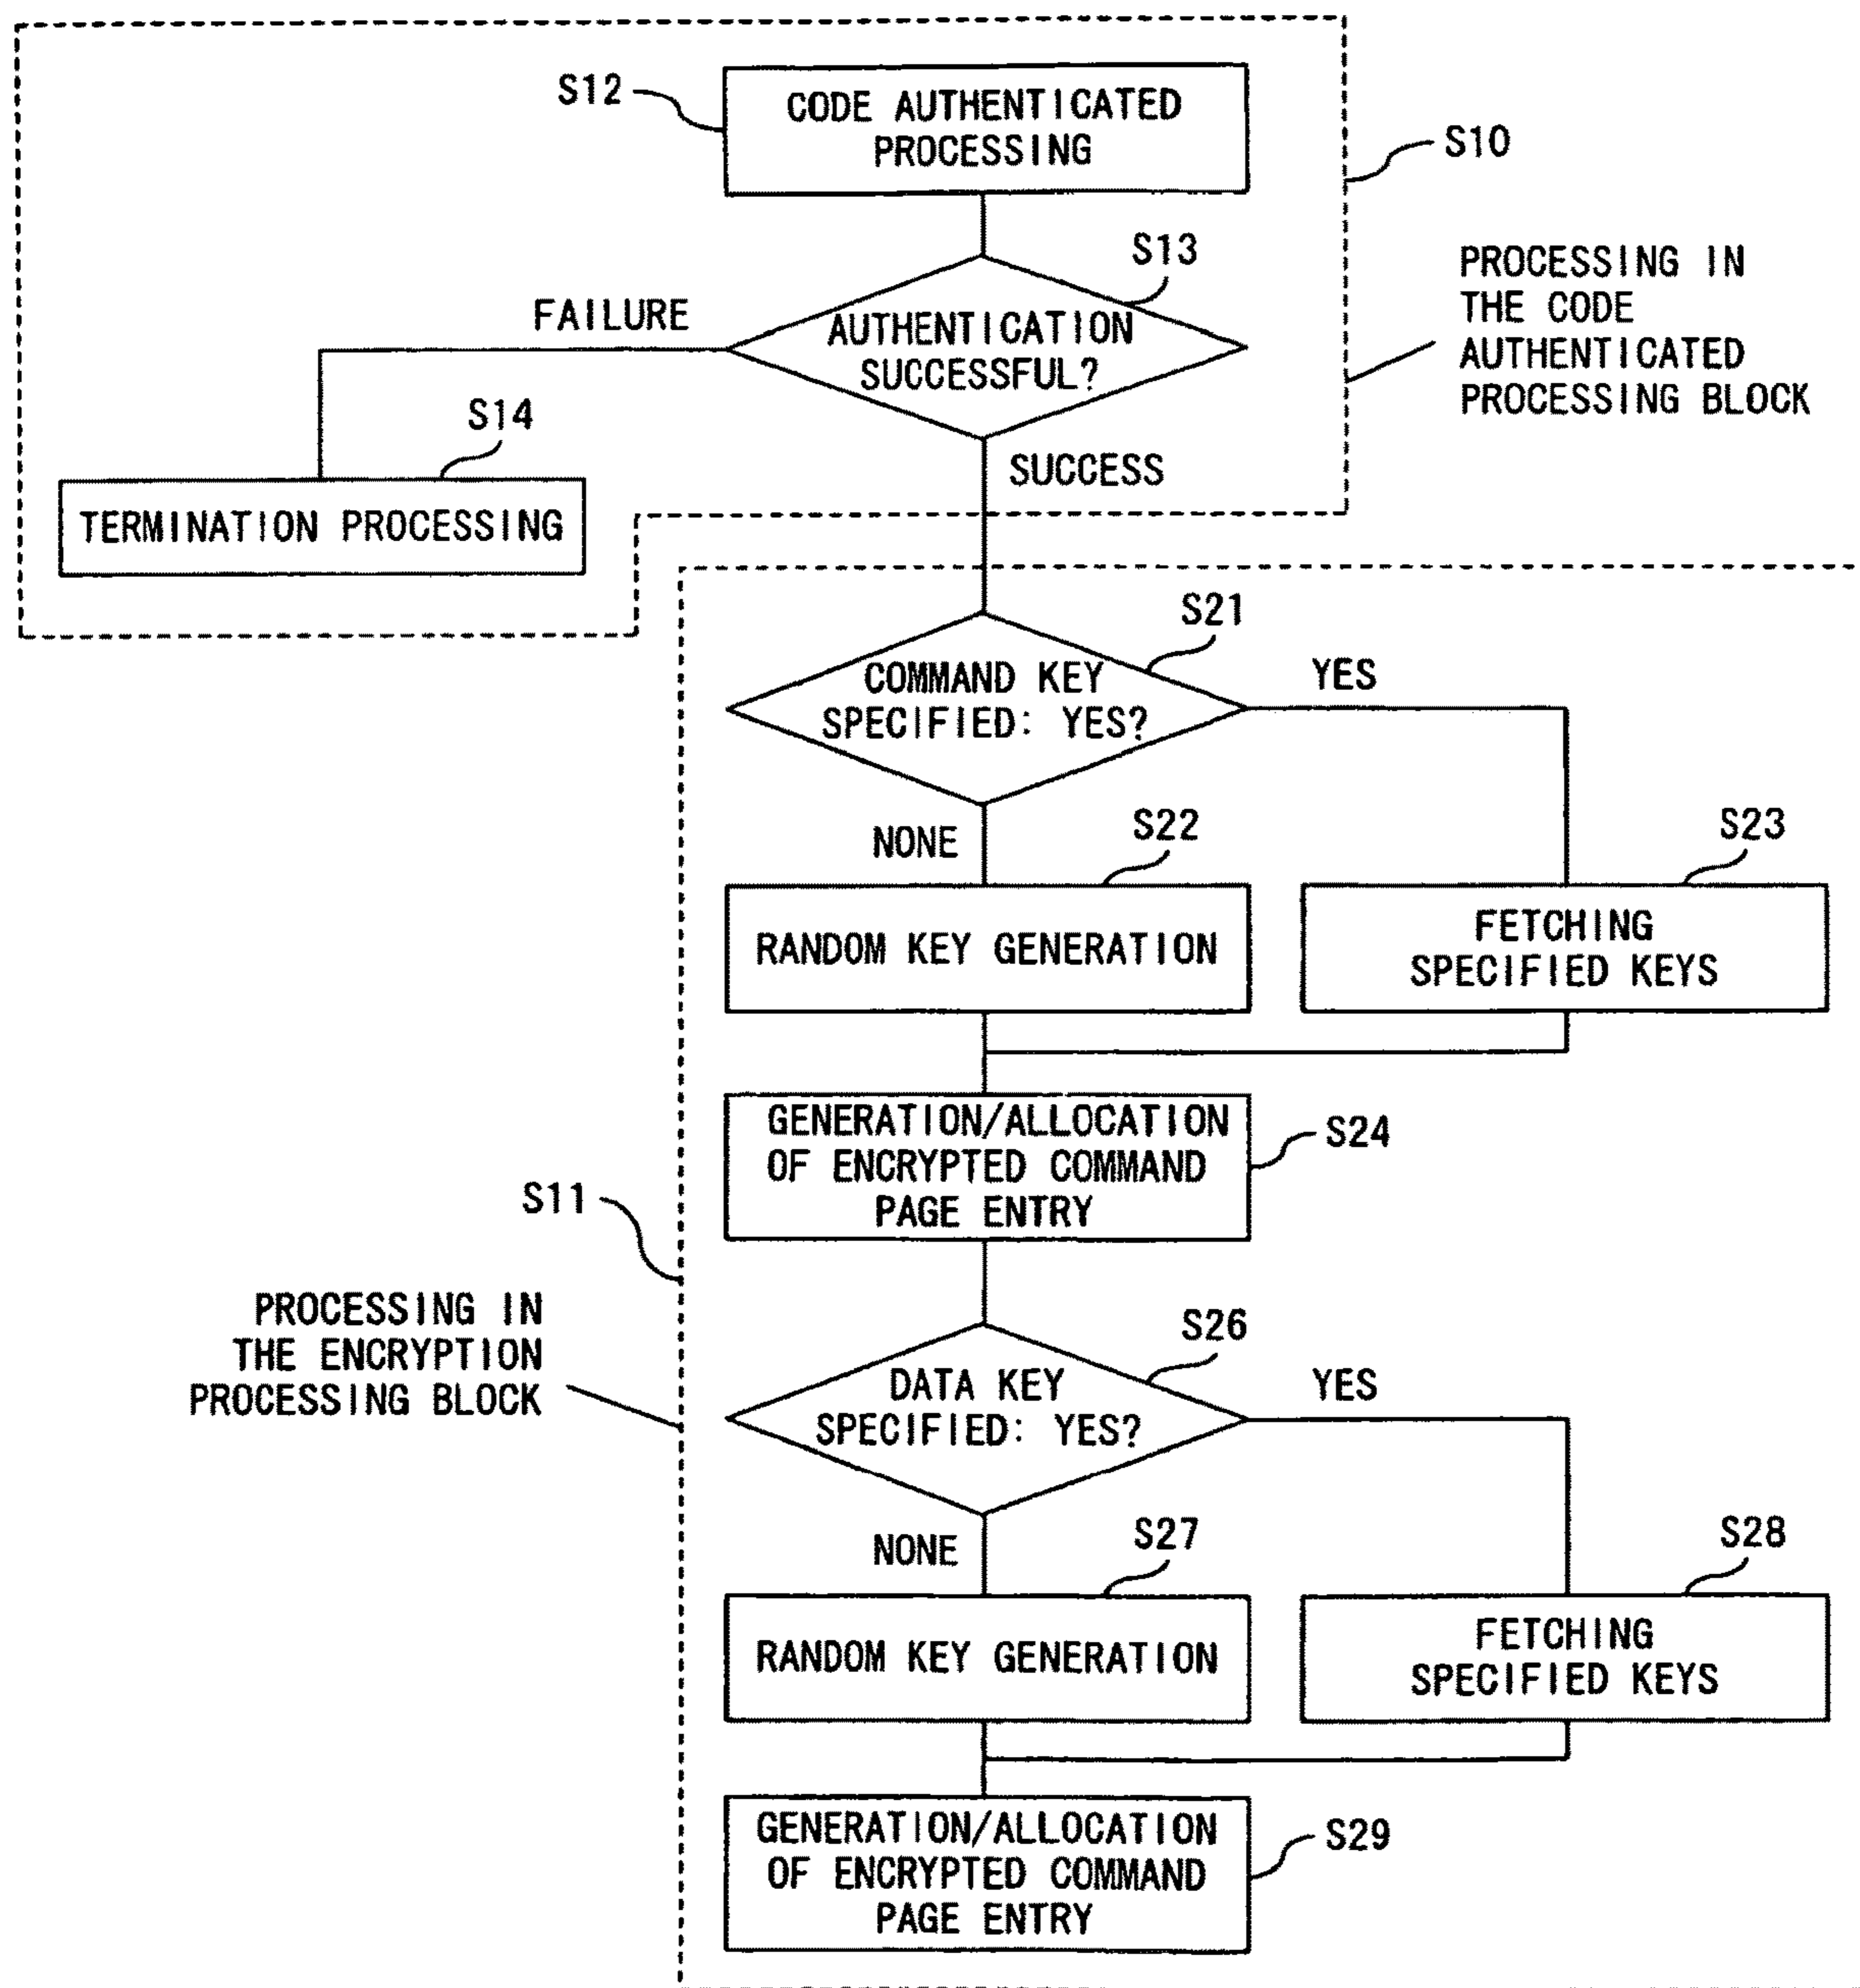 S12
CODE AUTHENTICATED
PROCESSING
S10
S13
PROCESSING IN
THE CODE
AUTHENTICATED
PROCESSING BLOCK
FAILURE
AUTHENTICATION
SUCCESSFUL?
S14
SUCCESS
TERMINATION PROCESSING
S21
COMMAND KEY
SPECIFIED: YES?
YES
NONE
S22
S23
RANDOM KEY GENERATION
FETCHING
SPECIFIED KEYS
GENERATION/ALLOCATION
OF ENCRYPTED COMMAND
PAGE ENTRY
S24
S11
PROCESSING IN
THE ENCRYPTION
PROCESSING BLOCK
S26
DATA KEY
SPECIFIED: YES?
YES
NONE
S27
S28
RANDOM KEY GENERATION
FETCHING
SPECIFIED KEYS
GENERATION/ALLOCATION
OF ENCRYPTED COMMAND
PAGE ENTRY
S29